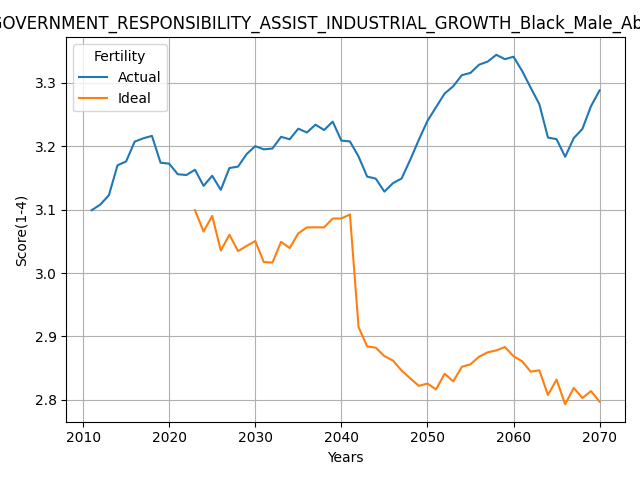 GOVERNMENT_RESPONSIBILITY_ASSIST_INDUSTRIAL_GROWTH_Black_Male_Ab
Fertility
Actual
Ideal
Score(1-4)
3.3
3.2
3.1
3.0
2.9
2.8
2010 2020 2030 2040 2050 2060 2070
Years